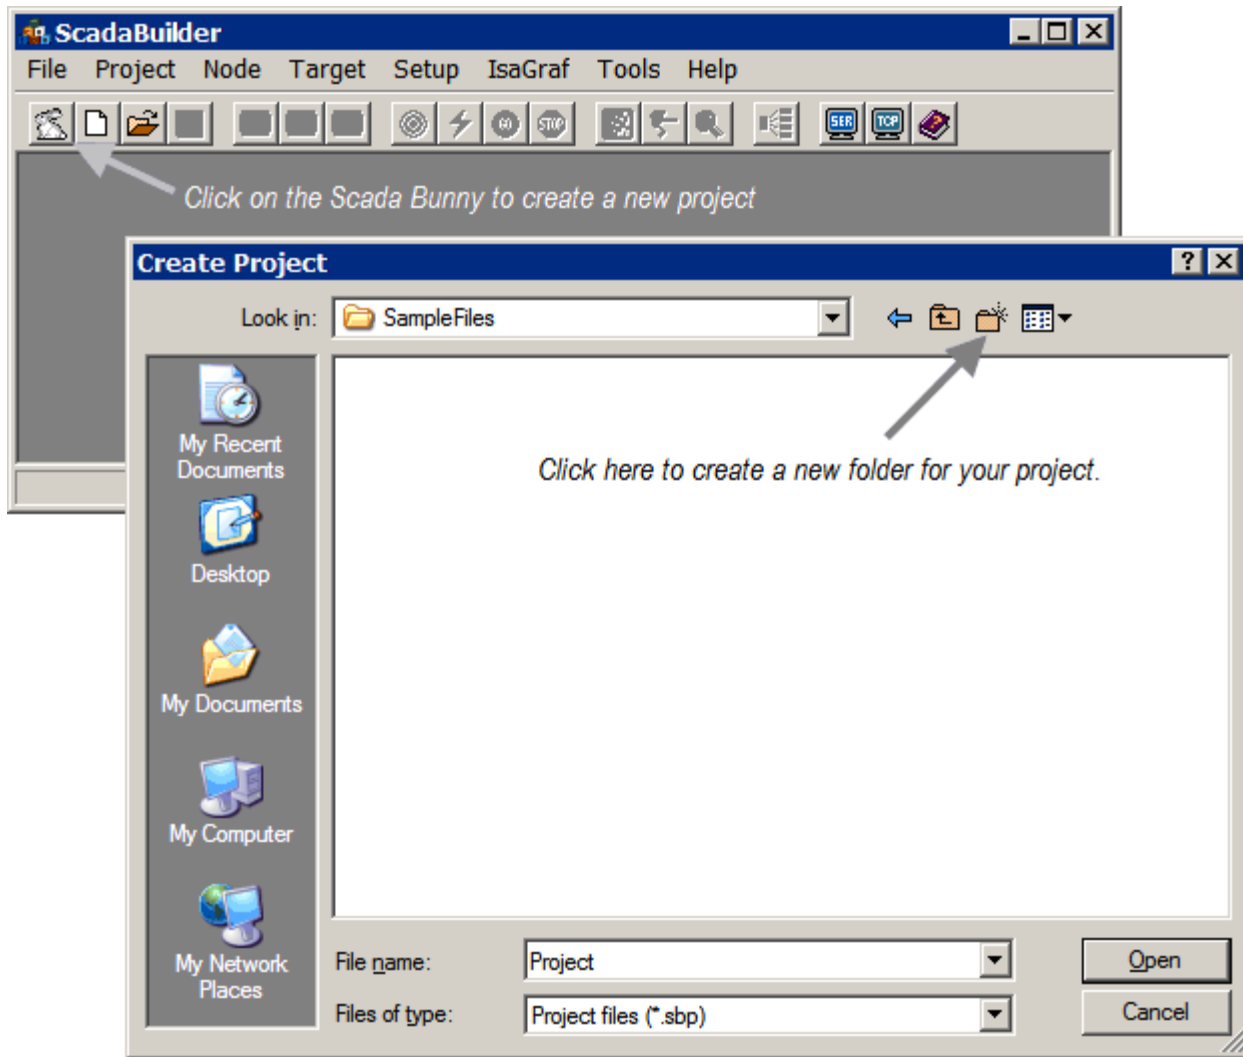 ScadaBuilder
File Project Node Target Setup IsaGraf Tools Help
GO STOP SER TCP ?
Click on the Scada Bunny to create a new project
Create Project ?
Look in: SampleFiles
My Recent
Documents
Click here to create a new folder for your project.
Desktop
My Documents
My Computer
My Network
Places
File name: Project Open
Files of type: Project files (*.sbp) Cancel